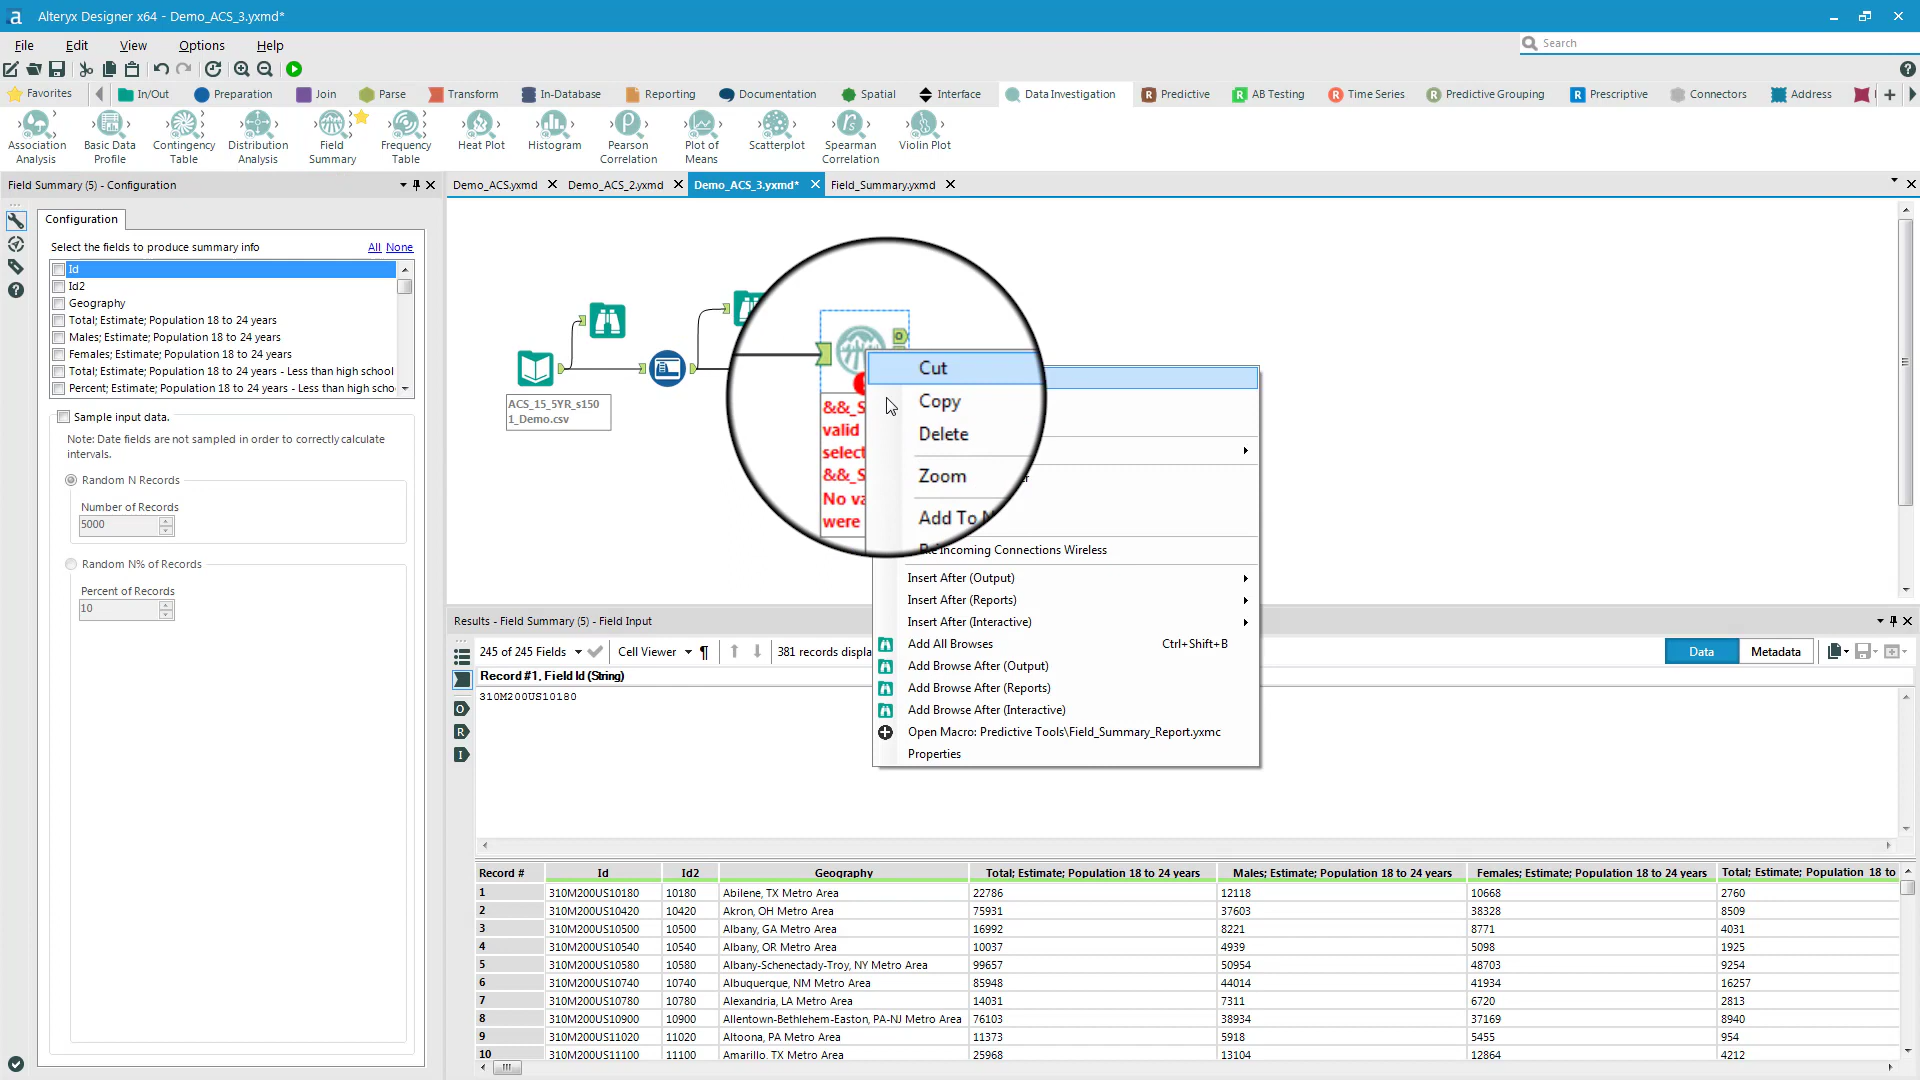 Alteryx Designer x64 - Demo_ACS_3.yxmd*
File Edit View Options Help
Search
Favorites In/Out Preparation Join Parse Transform In-Database Reporting Documentation Spatial Interface Data Investigation Predictive AB Testing Time Series Predictive Grouping Prescriptive Connectors Address
Association Analysis
Basic Data Profile
Contingency Table
Distribution Analysis
Field Summary
Frequency Table
Heat Plot
Histogram
Pearson Correlation
Plot of Means
Scatterplot
Spearman Correlation
Violin Plot
Field Summary (5) - Configuration
Demo_ACS.yxmd Demo_ACS_2.yxmd Demo_ACS_3.yxmd* Field_Summary.yxmd
Configuration
Select the fields to produce summary info All None
Id
Id2
Geography
Total; Estimate; Population 18 to 24 years
Males; Estimate; Population 18 to 24 years
Females; Estimate; Population 18 to 24 years
Total; Estimate; Population 18 to 24 years - Less than high school
Percent; Estimate; Population 18 to 24 years - Less than high scho
Sample input data.
Note: Date fields are not sampled in order to correctly calculate
intervals.
Random N Records
Number of Records
5000
Random N% of Records
Percent of Records
10
ACS_15_5YR_s150
1_Demo.csv
&&_S
valid
select
&&_S
No va
were
Cut
Copy
Delete
Zoom
Add To
Incoming Connections Wireless
Insert After (Output)
Insert After (Reports)
Insert After (Interactive)
Add All Browses Ctrl+Shift+B
Add Browse After (Output)
Add Browse After (Reports)
Add Browse After (Interactive)
Open Macro: Predictive Tools\Field_Summary_Report.yxmc
Properties
Results - Field Summary (5) - Field Input
245 of 245 Fields Cell Viewer 381 records displa Data Metadata
Record #1, Field Id (String)
310M200US10180
O
R
I
Record # Id Id2 Geography Total; Estimate; Population 18 to 24 years Males; Estimate; Population 18 to 24 years Females; Estimate; Population 18 to 24 years Total; Estimate; Population 18 to
1 310M200US10180 10180 Abilene, TX Metro Area 22786 12118 10668 2760
2 310M200US10420 10420 Akron, OH Metro Area 75931 37603 38328 8509
3 310M200US10500 10500 Albany, GA Metro Area 16992 8221 8771 4031
4 310M200US10540 10540 Albany, OR Metro Area 10037 4939 5098 1925
5 310M200US10580 10580 Albany-Schenectady-Troy, NY Metro Area 99657 50954 48703 9254
6 310M200US10740 10740 Albuquerque, NM Metro Area 85948 44014 41934 16257
7 310M200US10780 10780 Alexandria, LA Metro Area 14031 7311 6720 2813
8 310M200US10900 10900 Allentown-Bethlehem-Easton, PA-NJ Metro Area 76103 38934 37169 8940
9 310M200US11020 11020 Altoona, PA Metro Area 11373 5918 5455 954
10 310M200US11100 11100 Amarillo, TX Metro Area 25968 13104 12864 4212